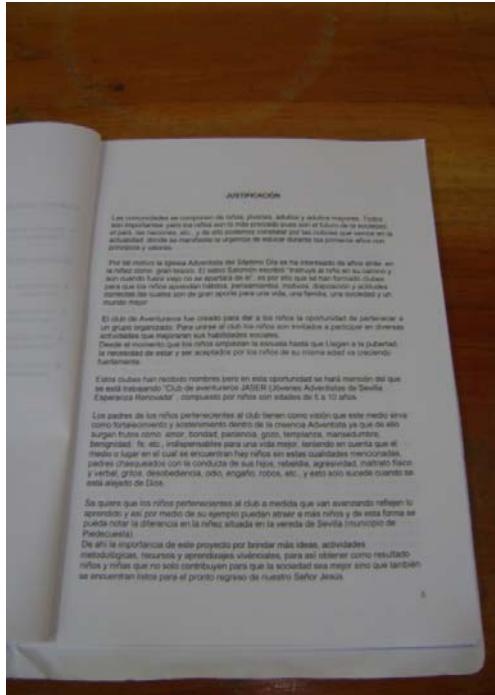 JUSTIFICACIÓN
Las comunidades se componen de niños, jóvenes, adultos y adultos mayores. Todos
son importantes pero los niños son lo más preciado pues son el futuro de la sociedad,
el país, las naciones, etc., y de ello podemos constatar por las noticias que vemos en la
actualidad, donde se manifiesta la urgencia de educar durante los primeros años con
principios y valores.
Por tal motivo la iglesia Adventista del Séptimo Día se ha interesado de años atrás en
la niñez como gran tesoro. El sabio Salomón escribió "Instruye al niño en su camino y
aún cuando fuere viejo no se apartará de él", es por ello que se han formado clubes
para que los niños aprendan hábitos, pensamientos, motivos, disposición y actitudes
correctas las cuales son de gran aporte para una vida, una familia, una sociedad y un
mundo mejor.
El club de Aventureros fue creado para dar a los niños la oportunidad de pertenecer a
un grupo organizado. Para unirse al club los niños son invitados a participar en diversas
actividades que mejoraran sus habilidades sociales.
Desde el momento que los niños empiezan la escuela hasta que Llegan a la pubertad,
la necesidad de estar y ser aceptados por los niños de su misma edad va creciendo
fuertemente.
Estos clubes han recibido nombres pero en esta oportunidad se hará mención del que
se está trabajando "Club de aventureros JASER (Jóvenes Adventistas de Sevilla
Esperanza Renovada", compuesto por niños con edades de 5 a 10 años.
Los padres de los niños pertenecientes al club tienen como visión que este medio sirva
como fortalecimiento y sostenimiento dentro de la creencia Adventista ya que de ello
surgen frutos como: amor, bondad, paciencia, gozo, templanza, mansedumbre,
benignidad, fe, etc., indispensables para una vida mejor, teniendo en cuenta que el
medio o lugar en el cual se encuentran hay niños sin estas cualidades mencionadas,
padres chasqueados con la conducta de sus hijos, rebeldía, agresividad, maltrato físico
y verbal, gritos, desobediencia, odio, engaño, robos, etc., y esto solo sucede cuando se
está alejado de Dios.
Se quiere que los niños pertenecientes al club a medida que van avanzando reflejen lo
aprendido y así por medio de su ejemplo puedan atraer a más niños y de esta forma se
pueda notar la diferencia en la niñez situada en la vereda de Sevilla (municipio de
Piedecuesta).
De ahí la importancia de este proyecto por brindar más ideas, actividades
metodológicas, recursos y aprendizajes vivénciales, para así obtener como resultado
niños y niñas que no solo contribuyen para que la sociedad sea mejor sino que también
se encuentran listos para el pronto regreso de nuestro Señor Jesús.